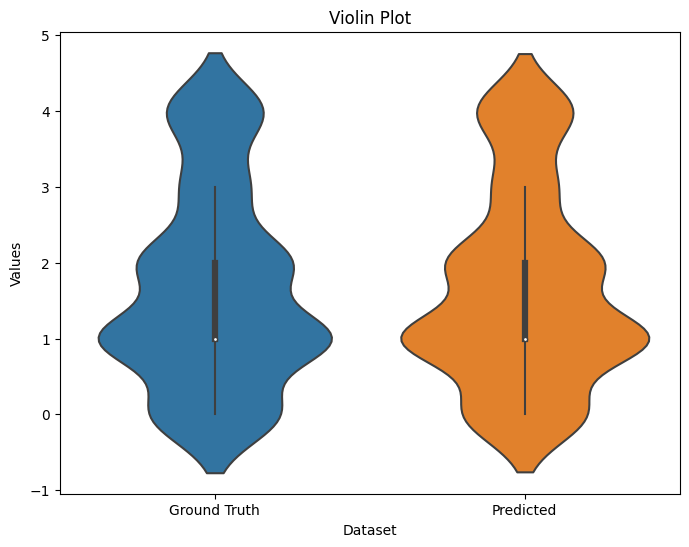 Violin Plot
Values
5
4
3
2
1
0
−1
Ground Truth
Predicted
Dataset